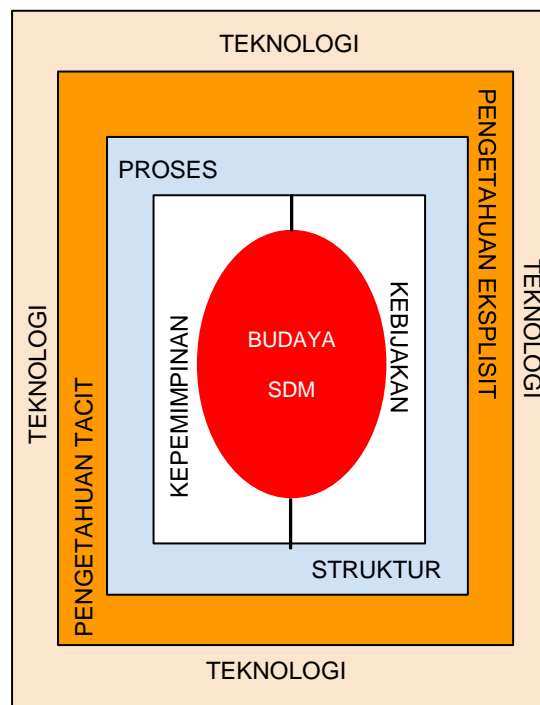 TEKNOLOGI
PENGETAHUAN EKSPLISIT
PROSES
TEKNOLOGI
TEKNOLOGI
KEPEMIMPINAN
BUDAYA
SDM
KEBIJAKAN
PENGETAHUAN TACIT
STRUKTUR
TEKNOLOGI